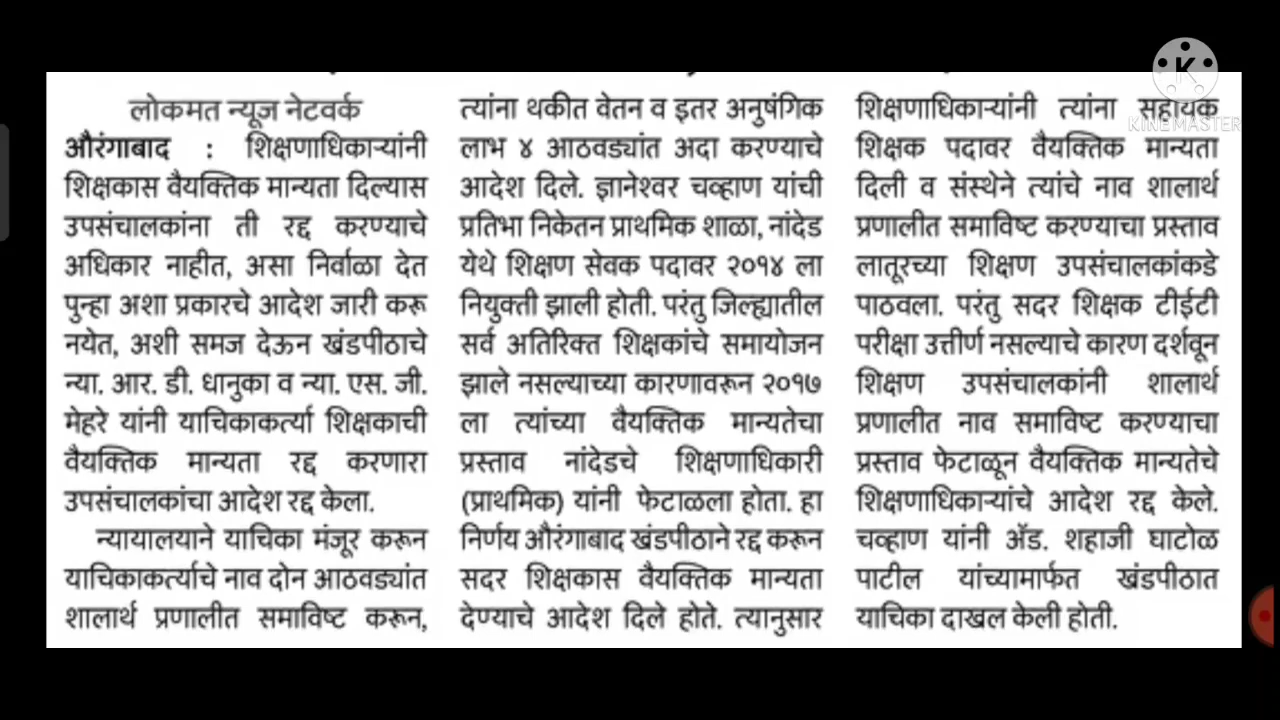 लोकमत न्यूज नेटवर्क
औरंगाबाद : शिक्षणाधिकाऱ्यांनी
शिक्षकास वैयक्तिक मान्यता दिल्यास
उपसंचालकांना ती रद्द करण्याचे
अधिकार नाहीत, असा निर्वाळा देत
पुन्हा अशा प्रकारचे आदेश जारी करू
नयेत, अशी समज देऊन खंडपीठाचे
न्या. आर. डी. धानुका व न्या. एस. जी.
मेहरे यांनी याचिकाकर्त्या शिक्षकाची
वैयक्तिक मान्यता रद्द करणारा
उपसंचालकांचा आदेश रद्द केला.
न्यायालयाने याचिका मंजूर करून
याचिकाकर्त्याचे नाव दोन आठवड्यांत
शालार्थ प्रणालीत समाविष्ट करून,
त्यांना थकीत वेतन व इतर अनुषंगिक
लाभ ४ आठवड्यांत अदा करण्याचे
आदेश दिले. ज्ञानेश्वर चव्हाण यांची
प्रतिभा निकेतन प्राथमिक शाळा, नांदेड
येथे शिक्षण सेवक पदावर २०१४ ला
नियुक्ती झाली होती. परंतु जिल्ह्यातील
सर्व अतिरिक्त शिक्षकांचे समायोजन
झाले नसल्याच्या कारणावरून २०१७
ला त्यांच्या वैयक्तिक मान्यतेचा
प्रस्ताव नांदेडचे शिक्षणाधिकारी
(प्राथमिक) यांनी फेटाळला होता. हा
निर्णय औरंगाबाद खंडपीठाने रद्द करून
सदर शिक्षकास वैयक्तिक मान्यता
देण्याचे आदेश दिले होते. त्यानुसार
शिक्षणाधिकाऱ्यांनी त्यांना सहायक
शिक्षक पदावर वैयक्तिक मान्यता
दिली व संस्थेने त्यांचे नाव शालार्थ
प्रणालीत समाविष्ट करण्याचा प्रस्ताव
लातूरच्या शिक्षण उपसंचालकांकडे
पाठवला. परंतु सदर शिक्षक टीईटी
परीक्षा उत्तीर्ण नसल्याचे कारण दर्शवून
शिक्षण उपसंचालकांनी शालार्थ
प्रणालीत नाव समाविष्ट करण्याचा
प्रस्ताव फेटाळून वैयक्तिक मान्यतेचे
शिक्षणाधिकाऱ्यांचे आदेश रद्द केले.
चव्हाण यांनी ॲड. शहाजी घाटोळ
पाटील यांच्यामार्फत खंडपीठात
याचिका दाखल केली होती.
K
KINEMASTER